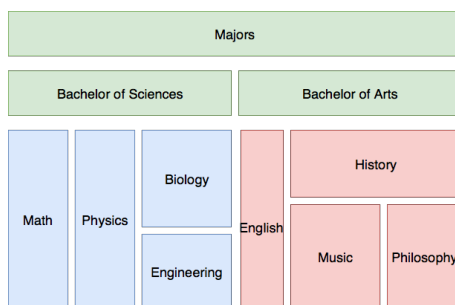 Majors
Bachelor of Sciences
Bachelor of Arts
Math
Physics
Biology
Engineering
English
History
Music
Philosophy